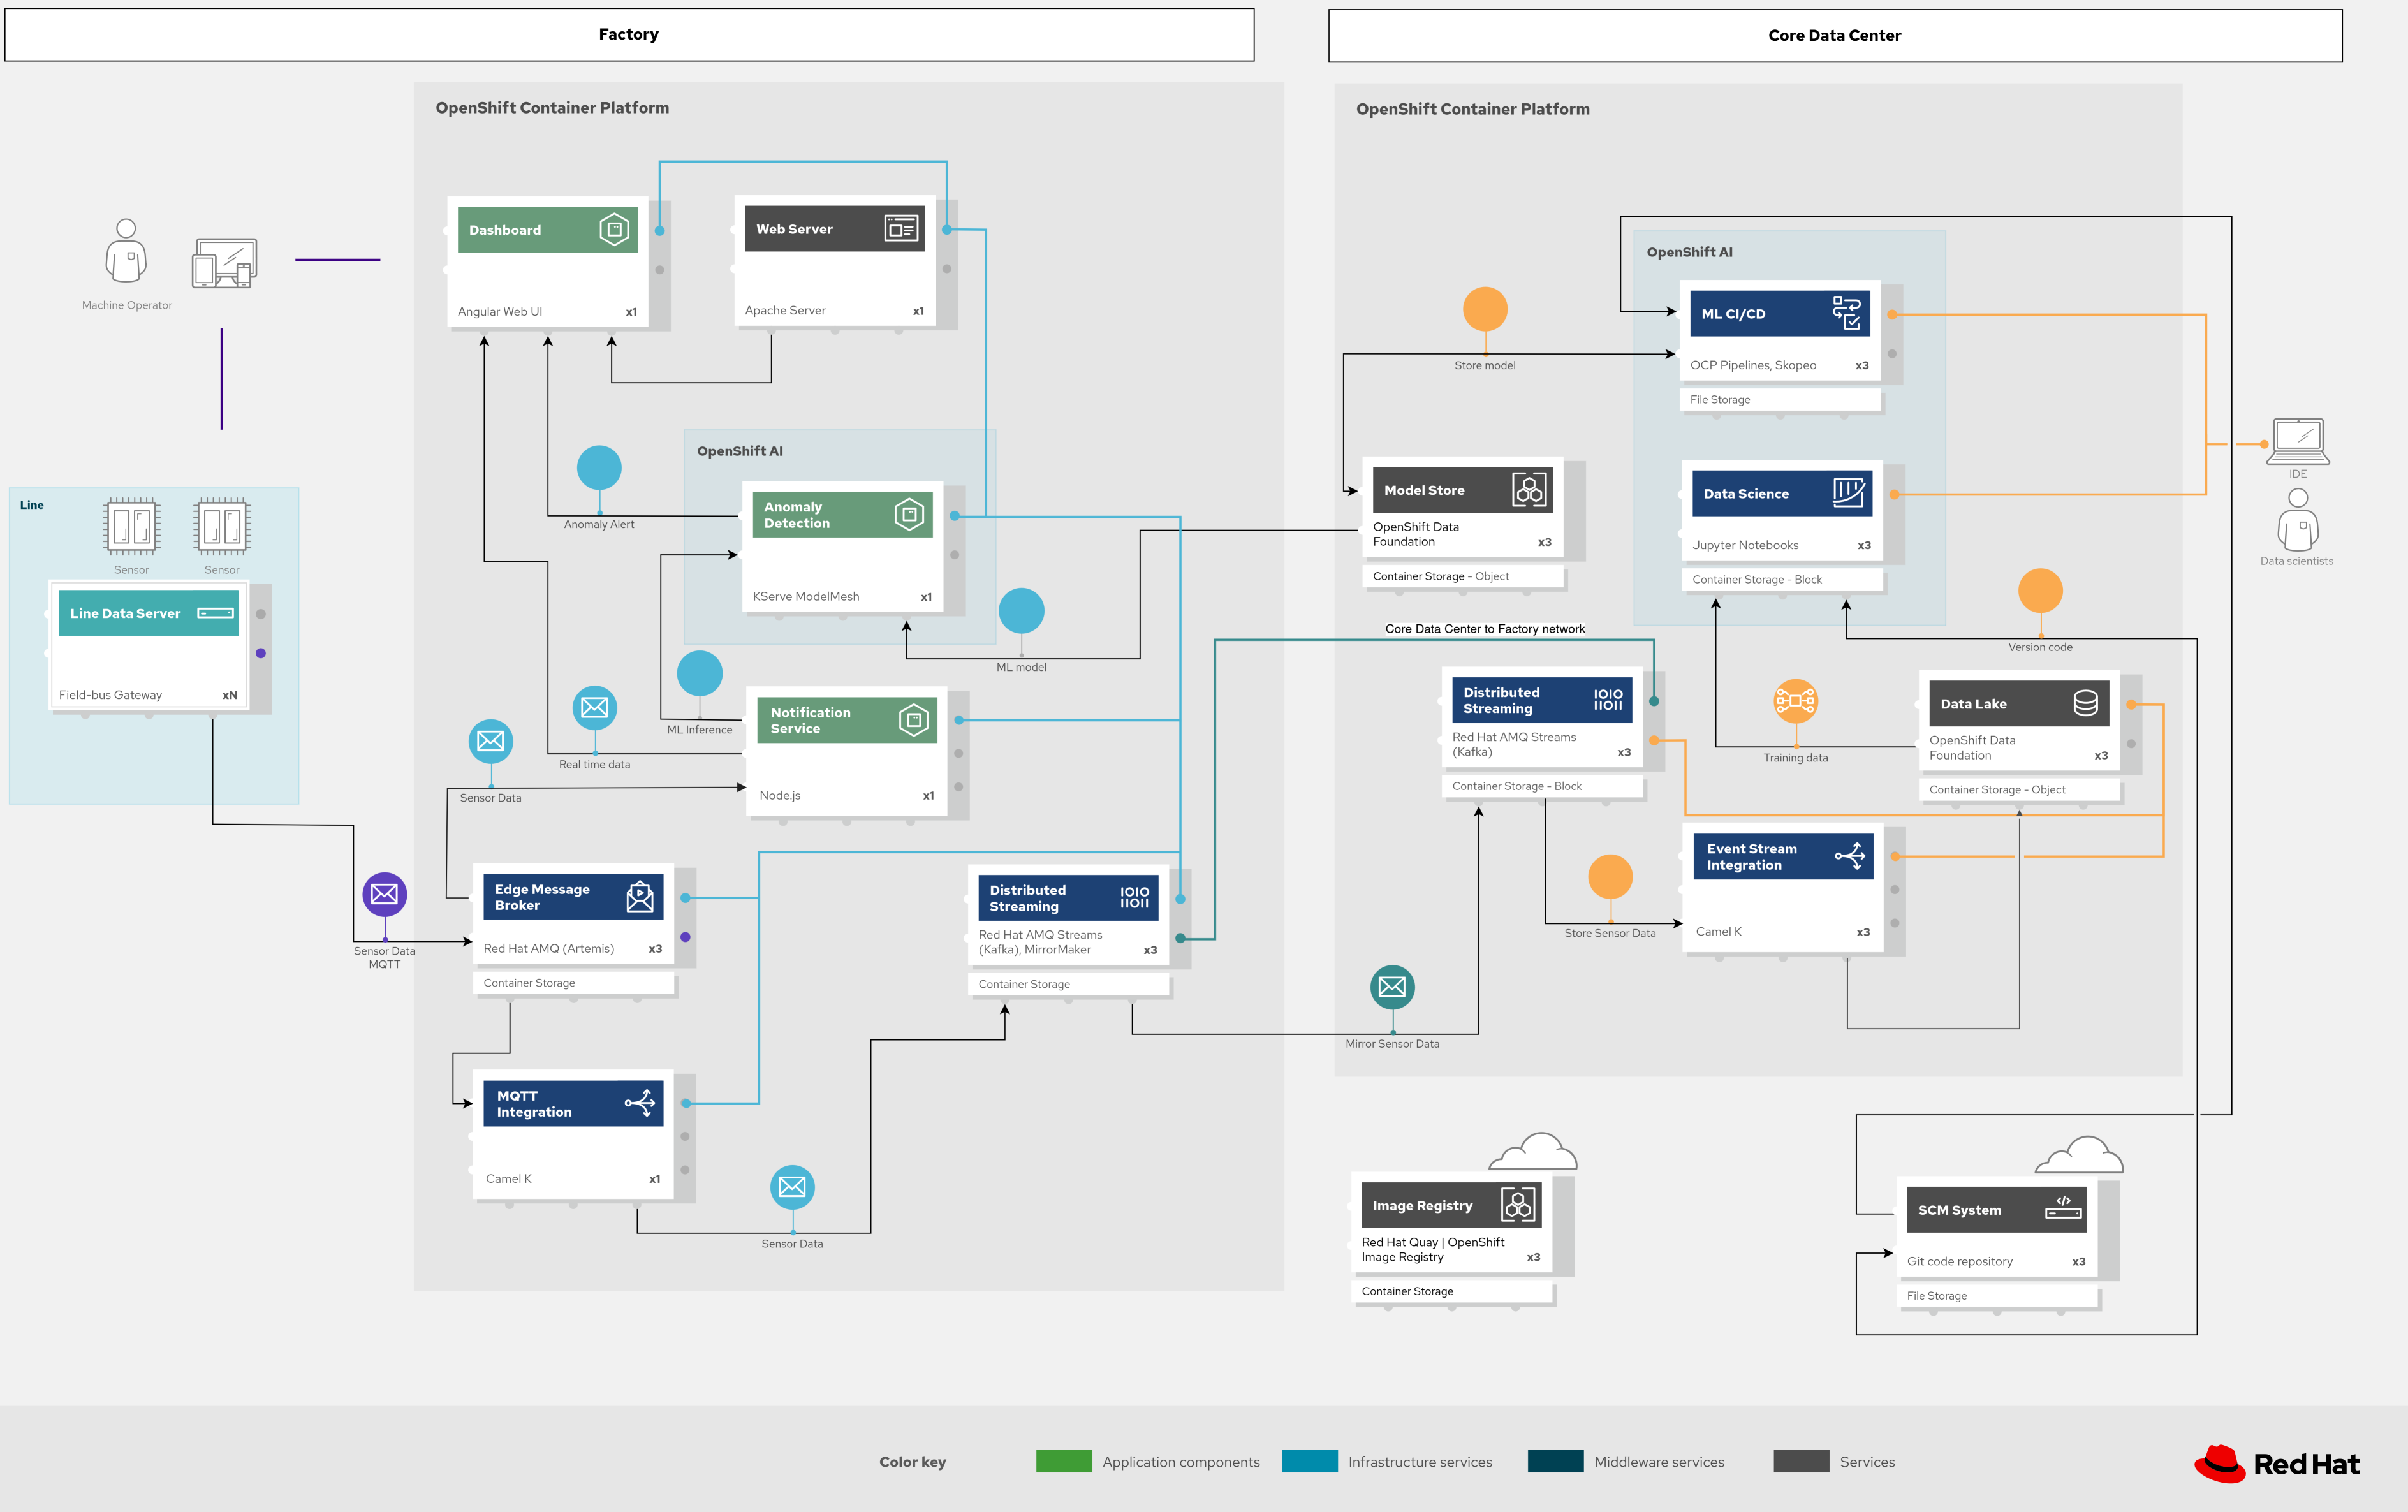 Factory
Core Data Center
OpenShift Container Platform
Dashboard
Angular Web UI
x1
Web Server
Apache Server
x1
Machine Operator
Anomaly Alert
OpenShift AI
Anomaly
Detection
KServe ModelMesh
x1
ML model
Line
Sensor
Sensor
Line Data Server
Field-bus Gateway
xN
ML Inference
Real time data
Sensor Data
Notification
Service
Node.js
x1
Sensor Data
MQTT
Edge Message
Broker
Red Hat AMQ (Artemis)
x3
Container Storage
Distributed
Streaming
Red Hat AMQ Streams
(Kafka), MirrorMaker
x3
Container Storage
MQTT
Integration
Camel K
x1
Sensor Data
OpenShift Container Platform
OpenShift AI
ML CI/CD
OCP Pipelines, Skopeo
x3
File Storage
Store model
Model Store
OpenShift Data
Foundation
x3
Container Storage - Object
Data Science
Jupyter Notebooks
x3
Container Storage - Block
IDE
Data scientists
Core Data Center to Factory network
Version code
Distributed
Streaming
Red Hat AMQ Streams
(Kafka)
x3
Container Storage - Block
Training data
Data Lake
OpenShift Data
Foundation
x3
Container Storage - Object
Event Stream
Integration
Camel K
x3
Store Sensor Data
Mirror Sensor Data
Image Registry
Red Hat Quay | OpenShift
Image Registry
x3
Container Storage
SCM System
Git code repository
x3
File Storage
Color key
Application components
Infrastructure services
Middleware services
Services
Red Hat